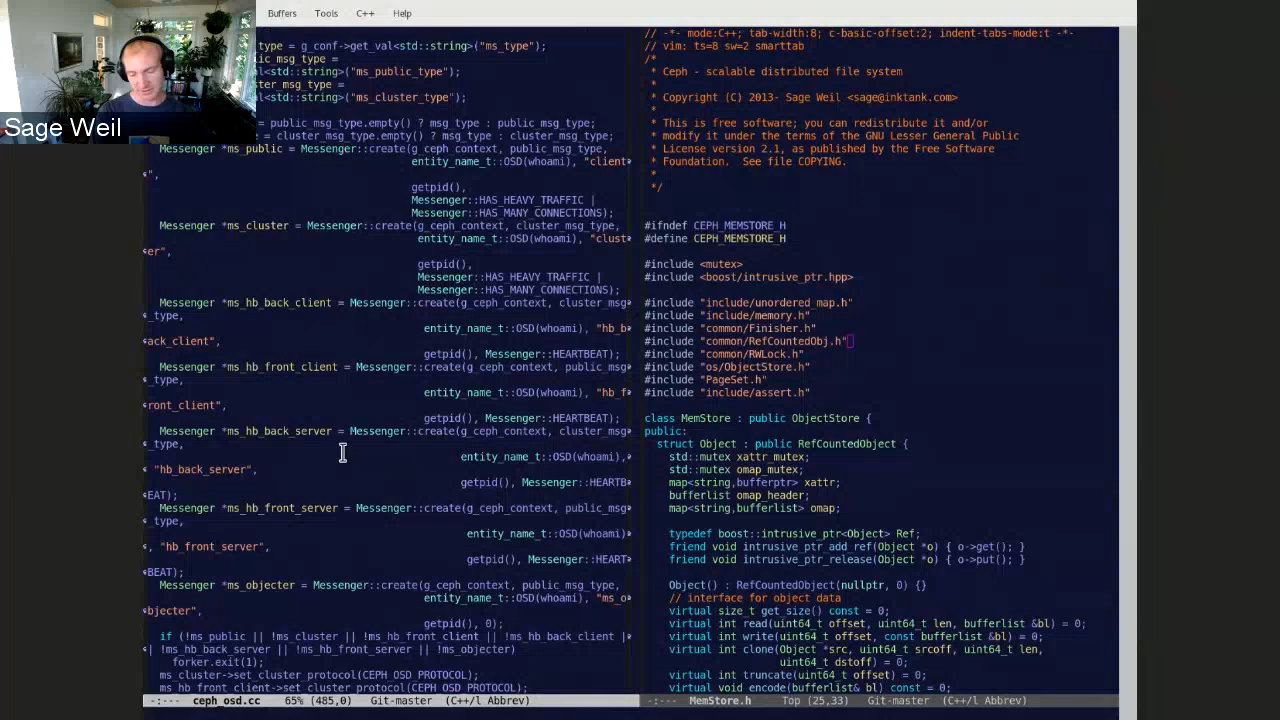 Buffers Tools C++ Help
Sage Weil
type = g_conf->get_val<std::string>("ms_type");
ic_msg_type =
al<std::string>("ms_public_type");
ster_msg_type =
al<std::string>("ms_cluster_type");
= public_msg_type.empty() ? msg_type : public_msg_type;
= cluster_msg_type.empty() ? msg_type : cluster_msg_type;
Messenger *ms_public = Messenger::create(g_ceph_context, public_msg_type,
entity_name_t::OSD(whoami), "client
",
getpid(),
Messenger::HAS_HEAVY_TRAFFIC |
Messenger::HAS_MANY_CONNECTIONS);
Messenger *ms_cluster = Messenger::create(g_ceph_context, cluster_msg_type,
entity_name_t::OSD(whoami), "clust
er",
getpid(),
Messenger::HAS_HEAVY_TRAFFIC |
Messenger::HAS_MANY_CONNECTIONS);
Messenger *ms_hb_back_client = Messenger::create(g_ceph_context, cluster_msg
_type,
entity_name_t::OSD(whoami), "hb_b
ack_client",
getpid(), Messenger::HEARTBEAT);
Messenger *ms_hb_front_client = Messenger::create(g_ceph_context, public_msg
_type,
entity_name_t::OSD(whoami), "hb_f
ront_client",
getpid(), Messenger::HEARTBEAT);
Messenger *ms_hb_back_server = Messenger::create(g_ceph_context, cluster_msg
_type,
entity_name_t::OSD(whoami),
"hb_back_server",
getpid(), Messenger::HEARTB
EAT);
Messenger *ms_hb_front_server = Messenger::create(g_ceph_context, public_msg
_type,
entity_name_t::OSD(whoami)
, "hb_front_server",
getpid(), Messenger::HEART
BEAT);
Messenger *ms_objecter = Messenger::create(g_ceph_context, public_msg_type,
entity_name_t::OSD(whoami), "ms_o
bjecter",
getpid(), 0);
if (!ms_public || !ms_cluster || !ms_hb_front_client || !ms_hb_back_client |
| !ms_hb_back_server || !ms_hb_front_server || !ms_objecter)
forker.exit(1);
ms_cluster->set_cluster_protocol(CEPH_OSD_PROTOCOL);
ms_hb_front_client->set_cluster_protocol(CEPH_OSD_PROTOCOL);
-:--- ceph_osd.cc 65% (485,0) Git-master (C++/l Abbrev)
// -*- mode:C++; tab-width:8; c-basic-offset:2; indent-tabs-mode:t -*-
// vim: ts=8 sw=2 smarttab
/*
* Ceph - scalable distributed file system
*
* Copyright (C) 2013- Sage Weil <sage@inktank.com>
*
* This is free software; you can redistribute it and/or
* modify it under the terms of the GNU Lesser General Public
* License version 2.1, as published by the Free Software
* Foundation. See file COPYING.
*
*/
#ifndef CEPH_MEMSTORE_H
#define CEPH_MEMSTORE_H
#include <mutex>
#include <boost/intrusive_ptr.hpp>
#include "include/unordered_map.h"
#include "include/memory.h"
#include "common/Finisher.h"
#include "common/RefCountedObj.h"
#include "common/RWLock.h"
#include "os/ObjectStore.h"
#include "PageSet.h"
#include "include/assert.h"
class MemStore : public ObjectStore {
public:
struct Object : public RefCountedObject {
std::mutex xattr_mutex;
std::mutex omap_mutex;
map<string,bufferptr> xattr;
bufferlist omap_header;
map<string,bufferlist> omap;
typedef boost::intrusive_ptr<Object> Ref;
friend void intrusive_ptr_add_ref(Object *o) { o->get(); }
friend void intrusive_ptr_release(Object *o) { o->put(); }
Object() : RefCountedObject(nullptr, 0) {}
// interface for object data
virtual size_t get_size() const = 0;
virtual int read(uint64_t offset, uint64_t len, bufferlist &bl) = 0;
virtual int write(uint64_t offset, const bufferlist &bl) = 0;
virtual int clone(Object *src, uint64_t srcoff, uint64_t len,
uint64_t dstoff) = 0;
virtual int truncate(uint64_t offset) = 0;
virtual void encode(bufferlist& bl) const = 0;
-:--- MemStore.h Top (25,33) Git-master (C++/l Abbrev)